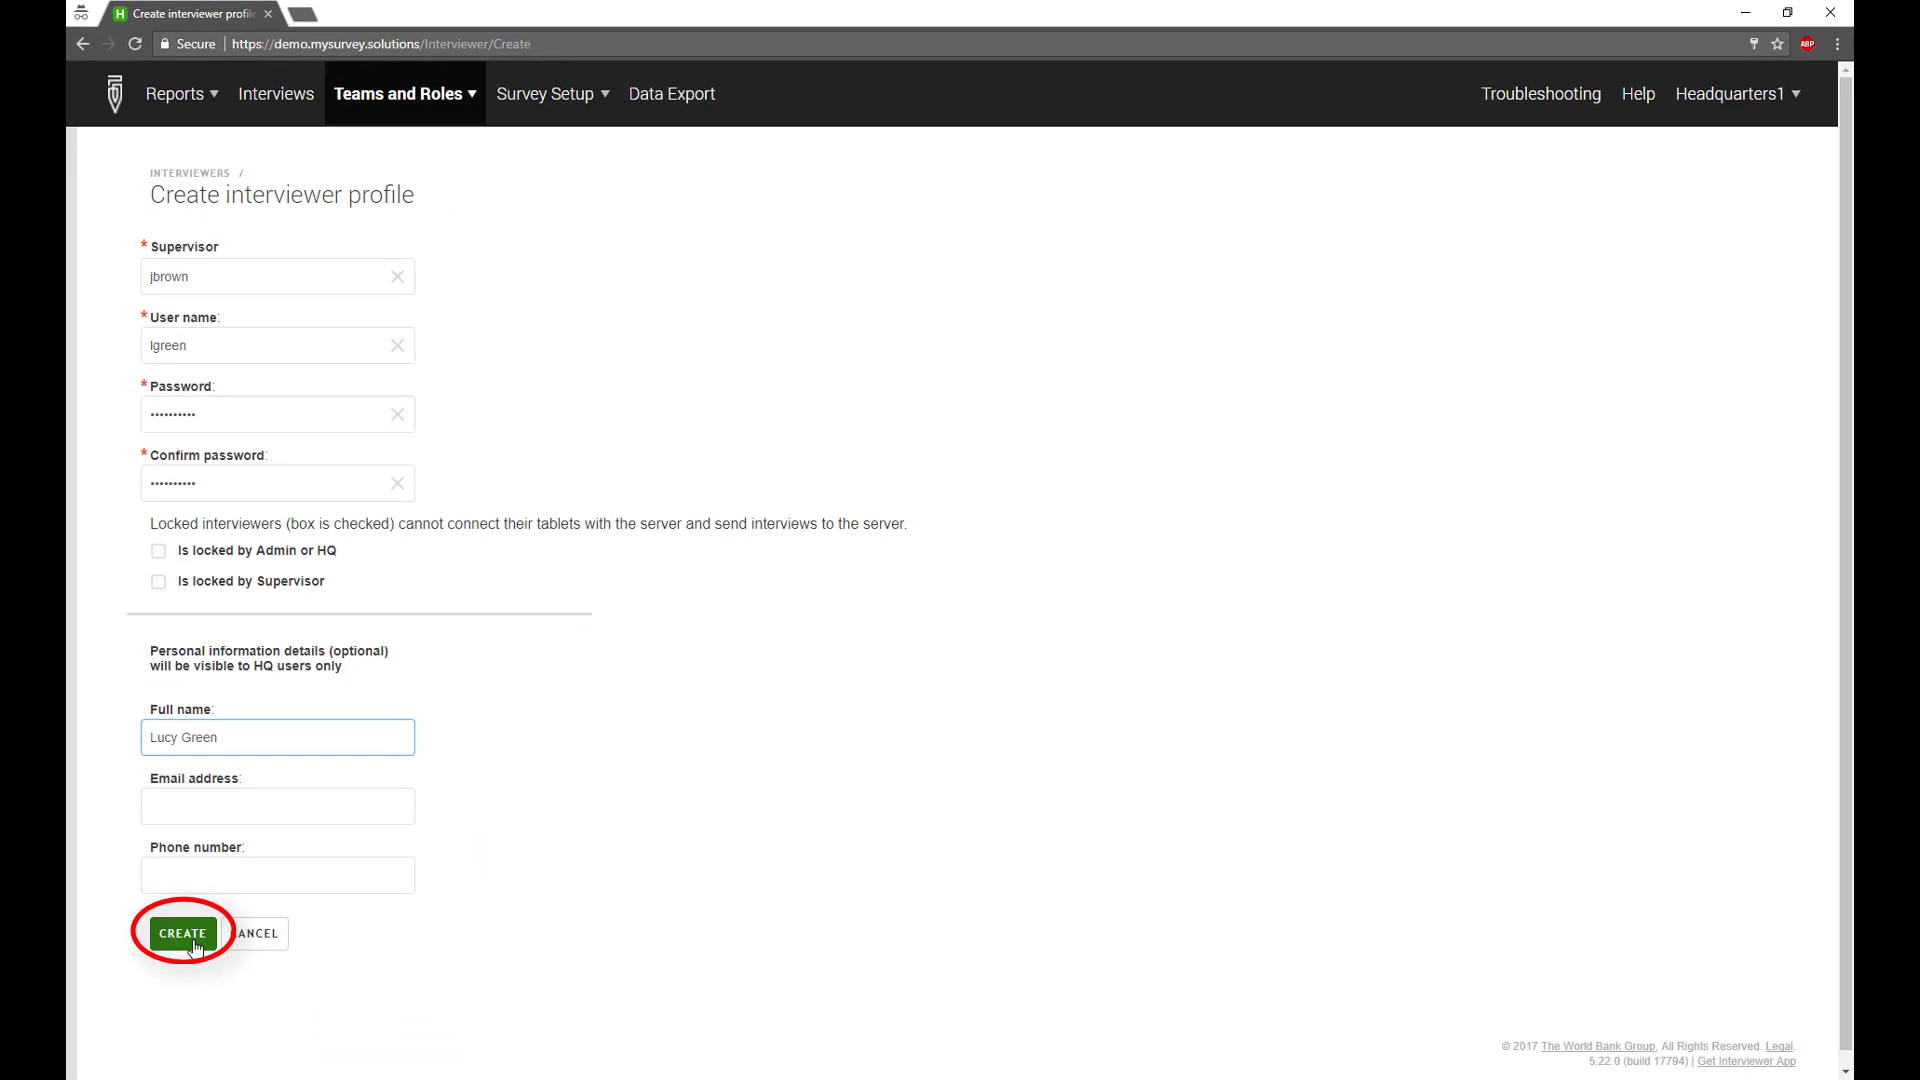 H Create interviewer profile
Secure https://demo.mysurvey.solutions/Interviewer/Create
ABP
Reports Interviews Teams and Roles Survey Setup Data Export Troubleshooting Help Headquarters1
INTERVIEWERS /
Create interviewer profile
* Supervisor
jbrown
* User name:
lgreen
* Password:
••••••••••
* Confirm password:
••••••••••
Locked interviewers (box is checked) cannot connect their tablets with the server and send interviews to the server.
Is locked by Admin or HQ
Is locked by Supervisor
Personal information details (optional)
will be visible to HQ users only
Full name:
Lucy Green
Email address:
Phone number:
CREATE ANCEL
© 2017 The World Bank Group, All Rights Reserved. Legal.
5.22.0 (build 17794) | Get Interviewer App